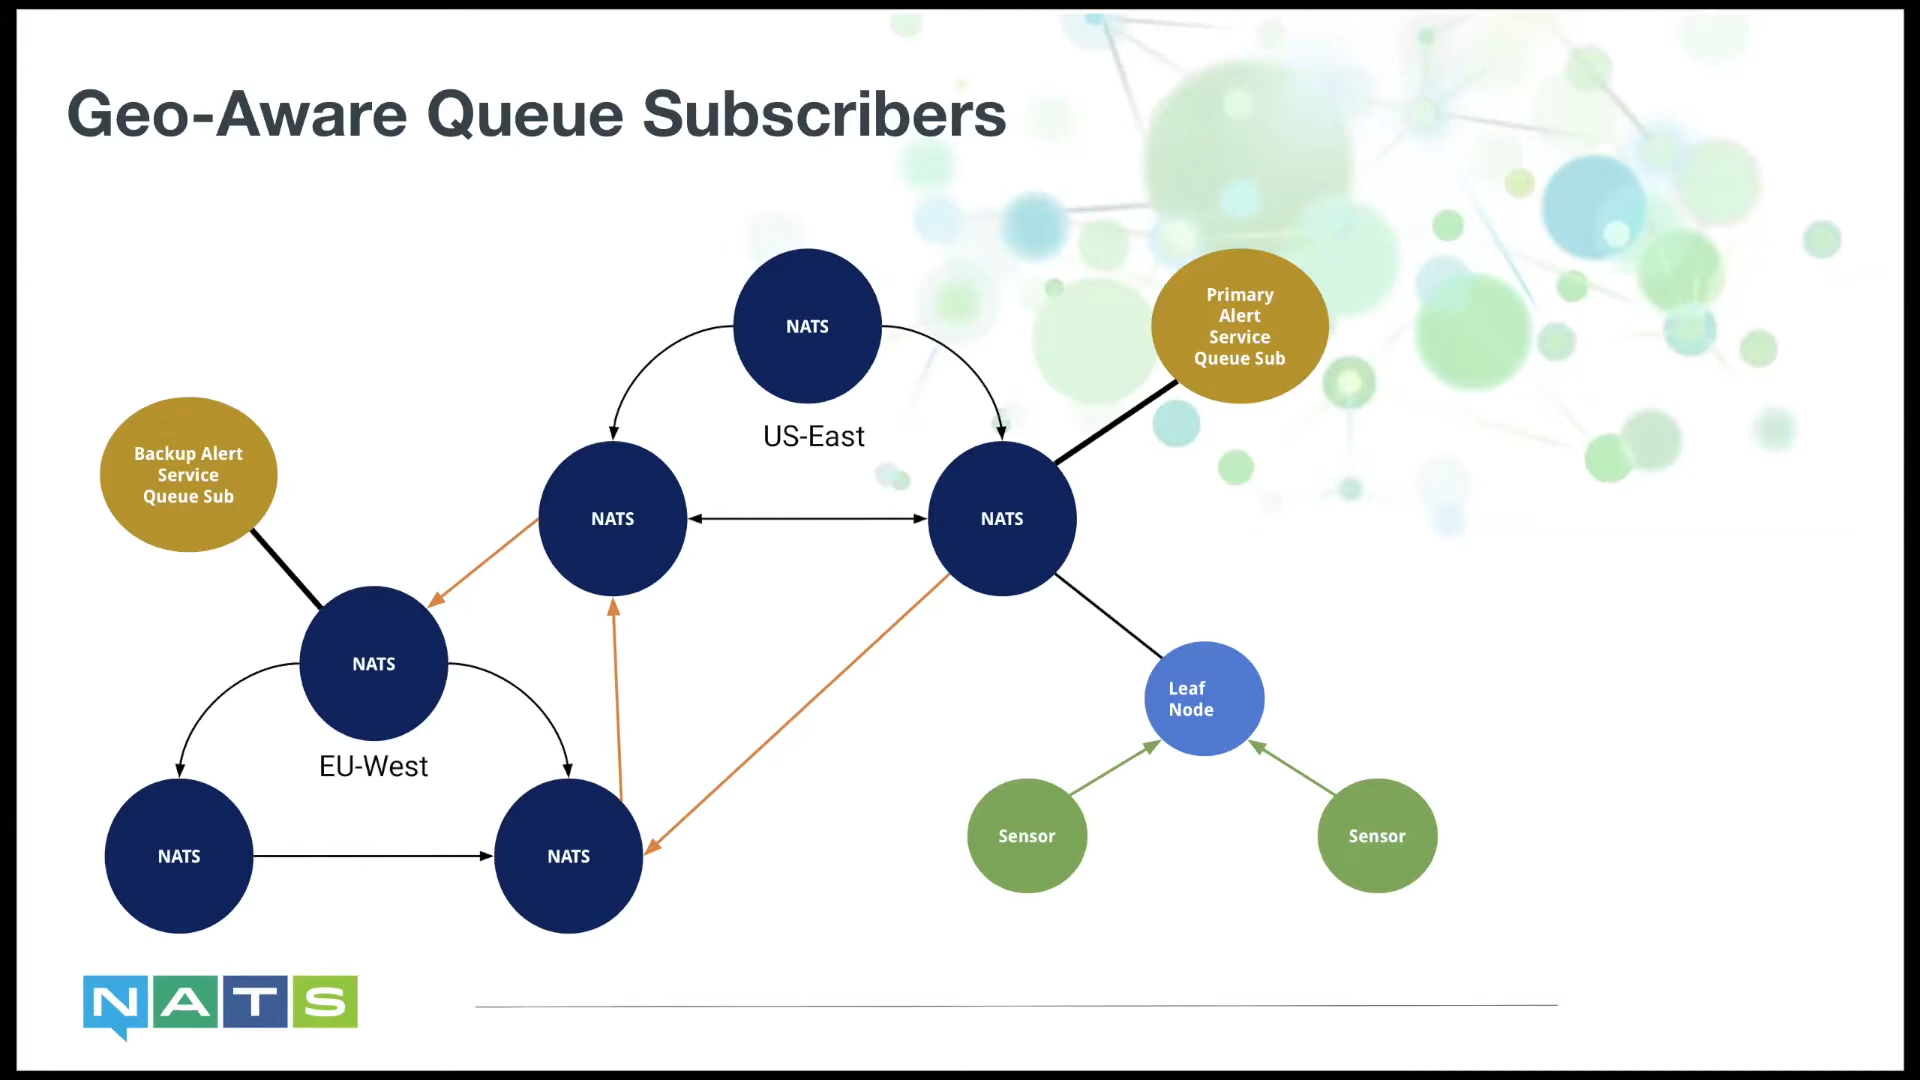 Geo-Aware Queue Subscribers
NATS
Primary
Alert
Service
Queue Sub
US-East
Backup Alert
Service
Queue Sub
NATS
NATS
NATS
Leaf
Node
EU-West
NATS
NATS
Sensor
Sensor
NATS